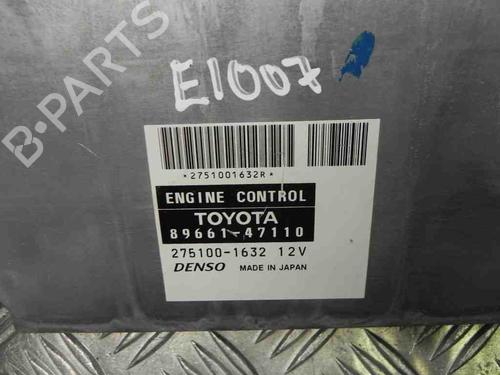 B-PARTS
E1007
*2751001632R*
ENGINE CONTROL
TOYOTA
89661-47110
275100-1632 12V
DENSO MADE IN JAPAN